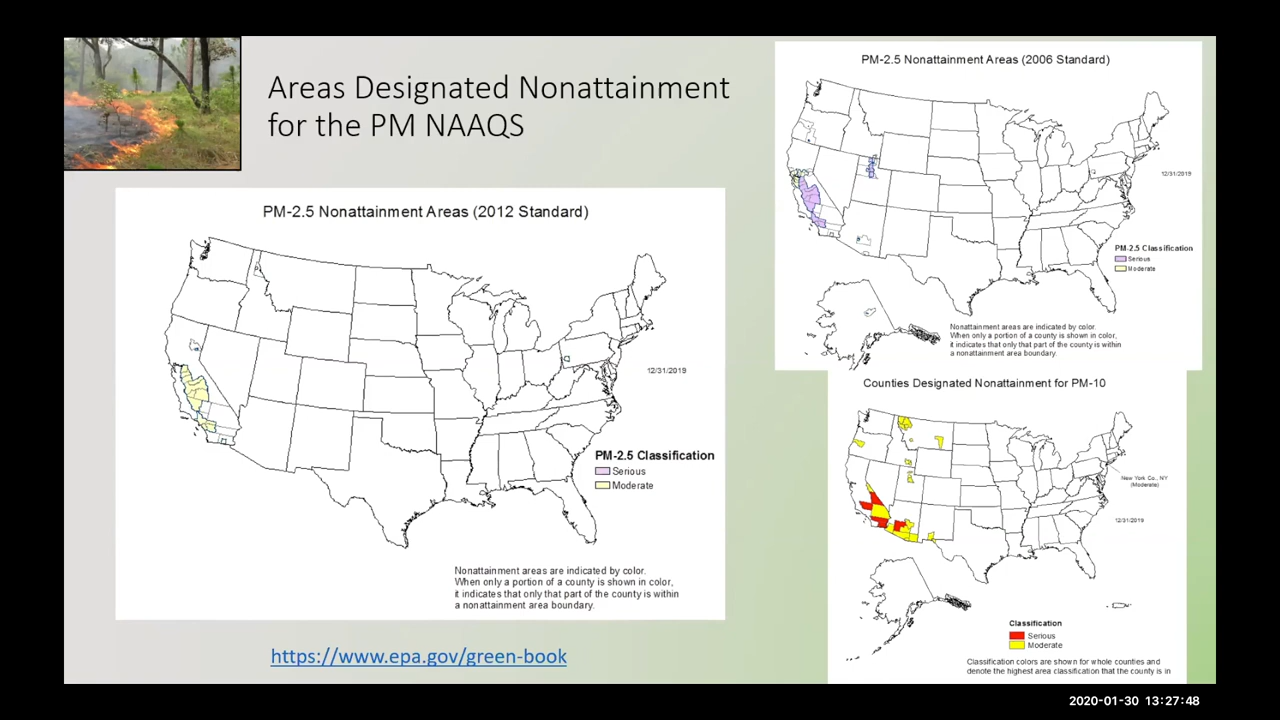 Areas Designated Nonattainment
for the PM NAAQS
PM-2.5 Nonattainment Areas (2012 Standard)
12/31/2019
PM-2.5 Classification
Serious
Moderate
Nonattainment areas are indicated by color.
When only a portion of a county is shown in color,
it indicates that only that part of the county is within
a nonattainment area boundary.
https://www.epa.gov/green-book
PM-2.5 Nonattainment Areas (2006 Standard)
12/31/2019
PM-2.5 Classification
Serious
Moderate
Nonattainment areas are indicated by color.
When only a portion of a county is shown in color,
it indicates that only that part of the county is within
a nonattainment area boundary.
Counties Designated Nonattainment for PM-10
New York Co., NY
(Moderate)
12/31/2019
Classification
Serious
Moderate
Classification colors are shown for whole counties and
denote the highest area classification that the county is in
2020-01-30 13:27:48